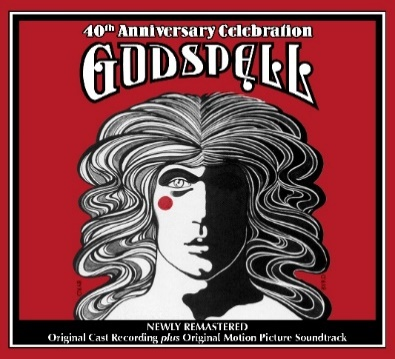 40th Anniversary Celebration
GODSPELL
NEWLY REMASTERED
Original Cast Recording plus Original Motion Picture Soundtrack